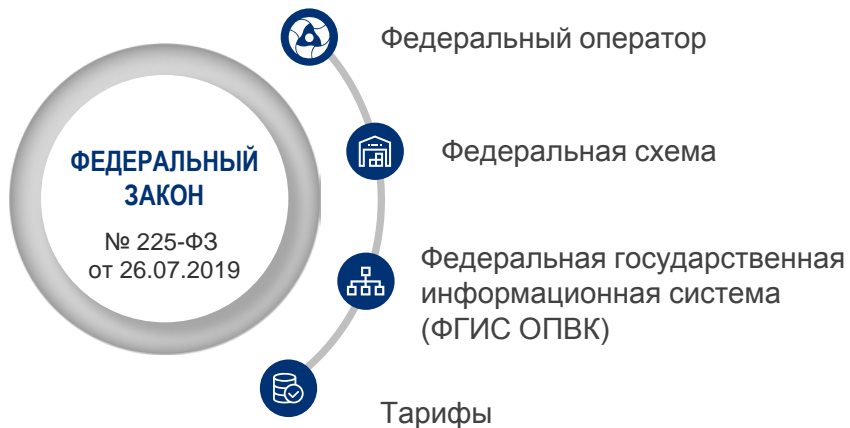 ФЕДЕРАЛЬНЫЙ
ЗАКОН
№ 225-ФЗ
от 26.07.2019
Федеральный оператор
Федеральная схема
Федеральная государственная
информационная система
(ФГИС ОПВК)
Тарифы